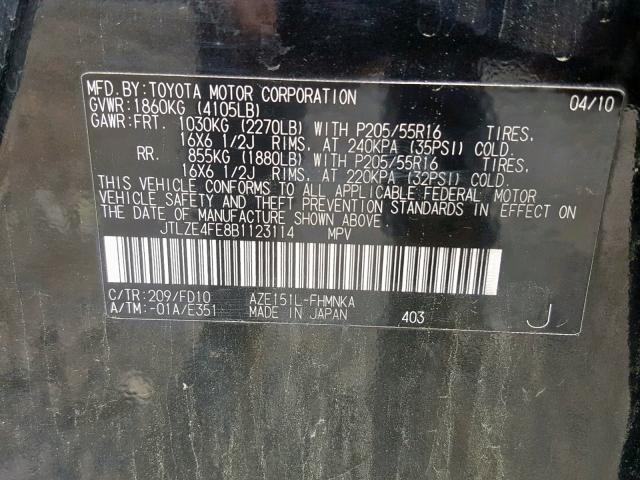 MFD.BY:TOYOTA MOTOR CORPORATION 04/10
GVWR:1860KG (4105LB)
GAWR:FRT. 1030KG (2270LB) WITH P205/55R16 TIRES,
16X6 1/2J RIMS, AT 240KPA (35PSI) COLD.
RR. 855KG (1880LB) WITH P205/55R16 TIRES,
16X6 1/2J RIMS, AT 220KPA (32PSI) COLD.
THIS VEHICLE CONFORMS TO ALL APPLICABLE FEDERAL MOTOR
VEHICLE SAFETY AND THEFT PREVENTION STANDARDS IN EFFECT ON
THE DATE OF MANUFACTURE SHOWN ABOVE.
JTLZE4FE8B1123114 MPV
C/TR:209/FD10 AZE151L-FHMNKA
A/TM:-01A/E351 MADE IN JAPAN 403 J